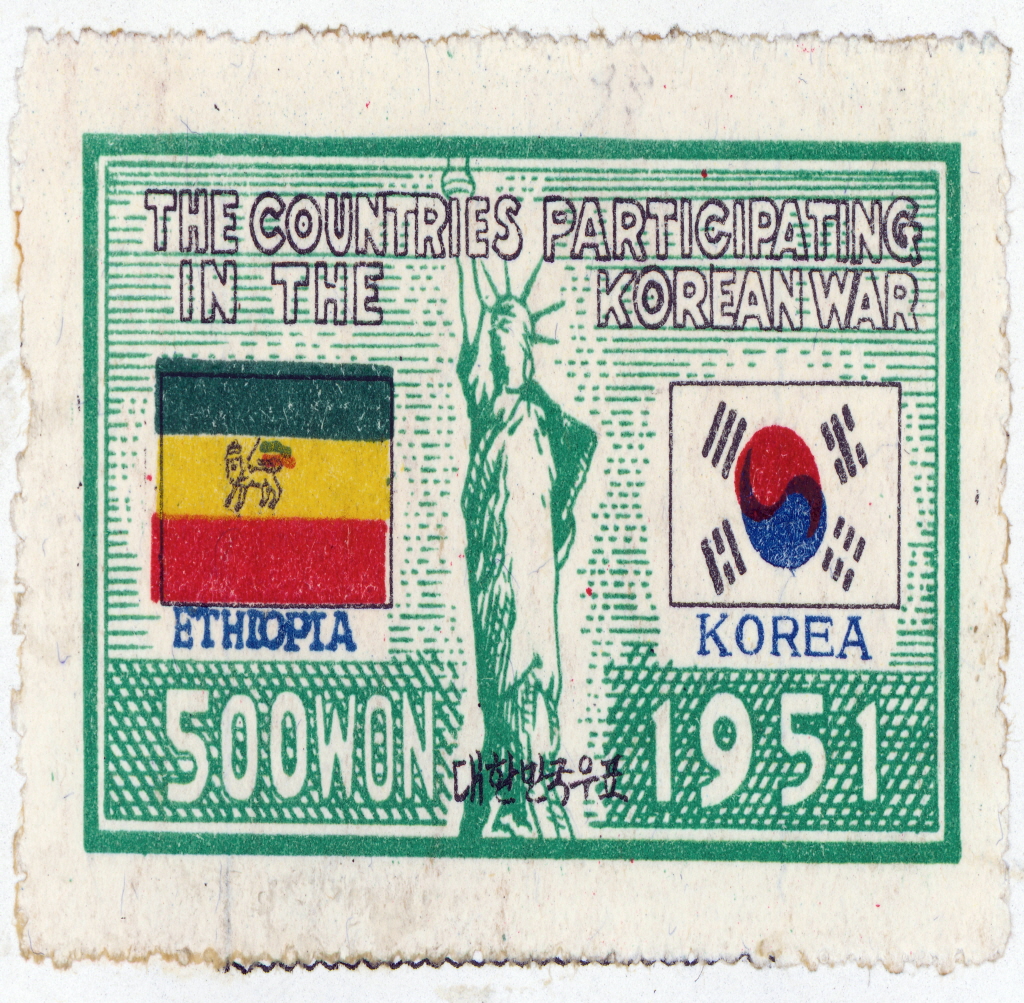 THE COUNTRIES PARTICIPATING
IN THE KOREAN WAR
ETHIOPIA
KOREA
500WON
1951
대한민국우표